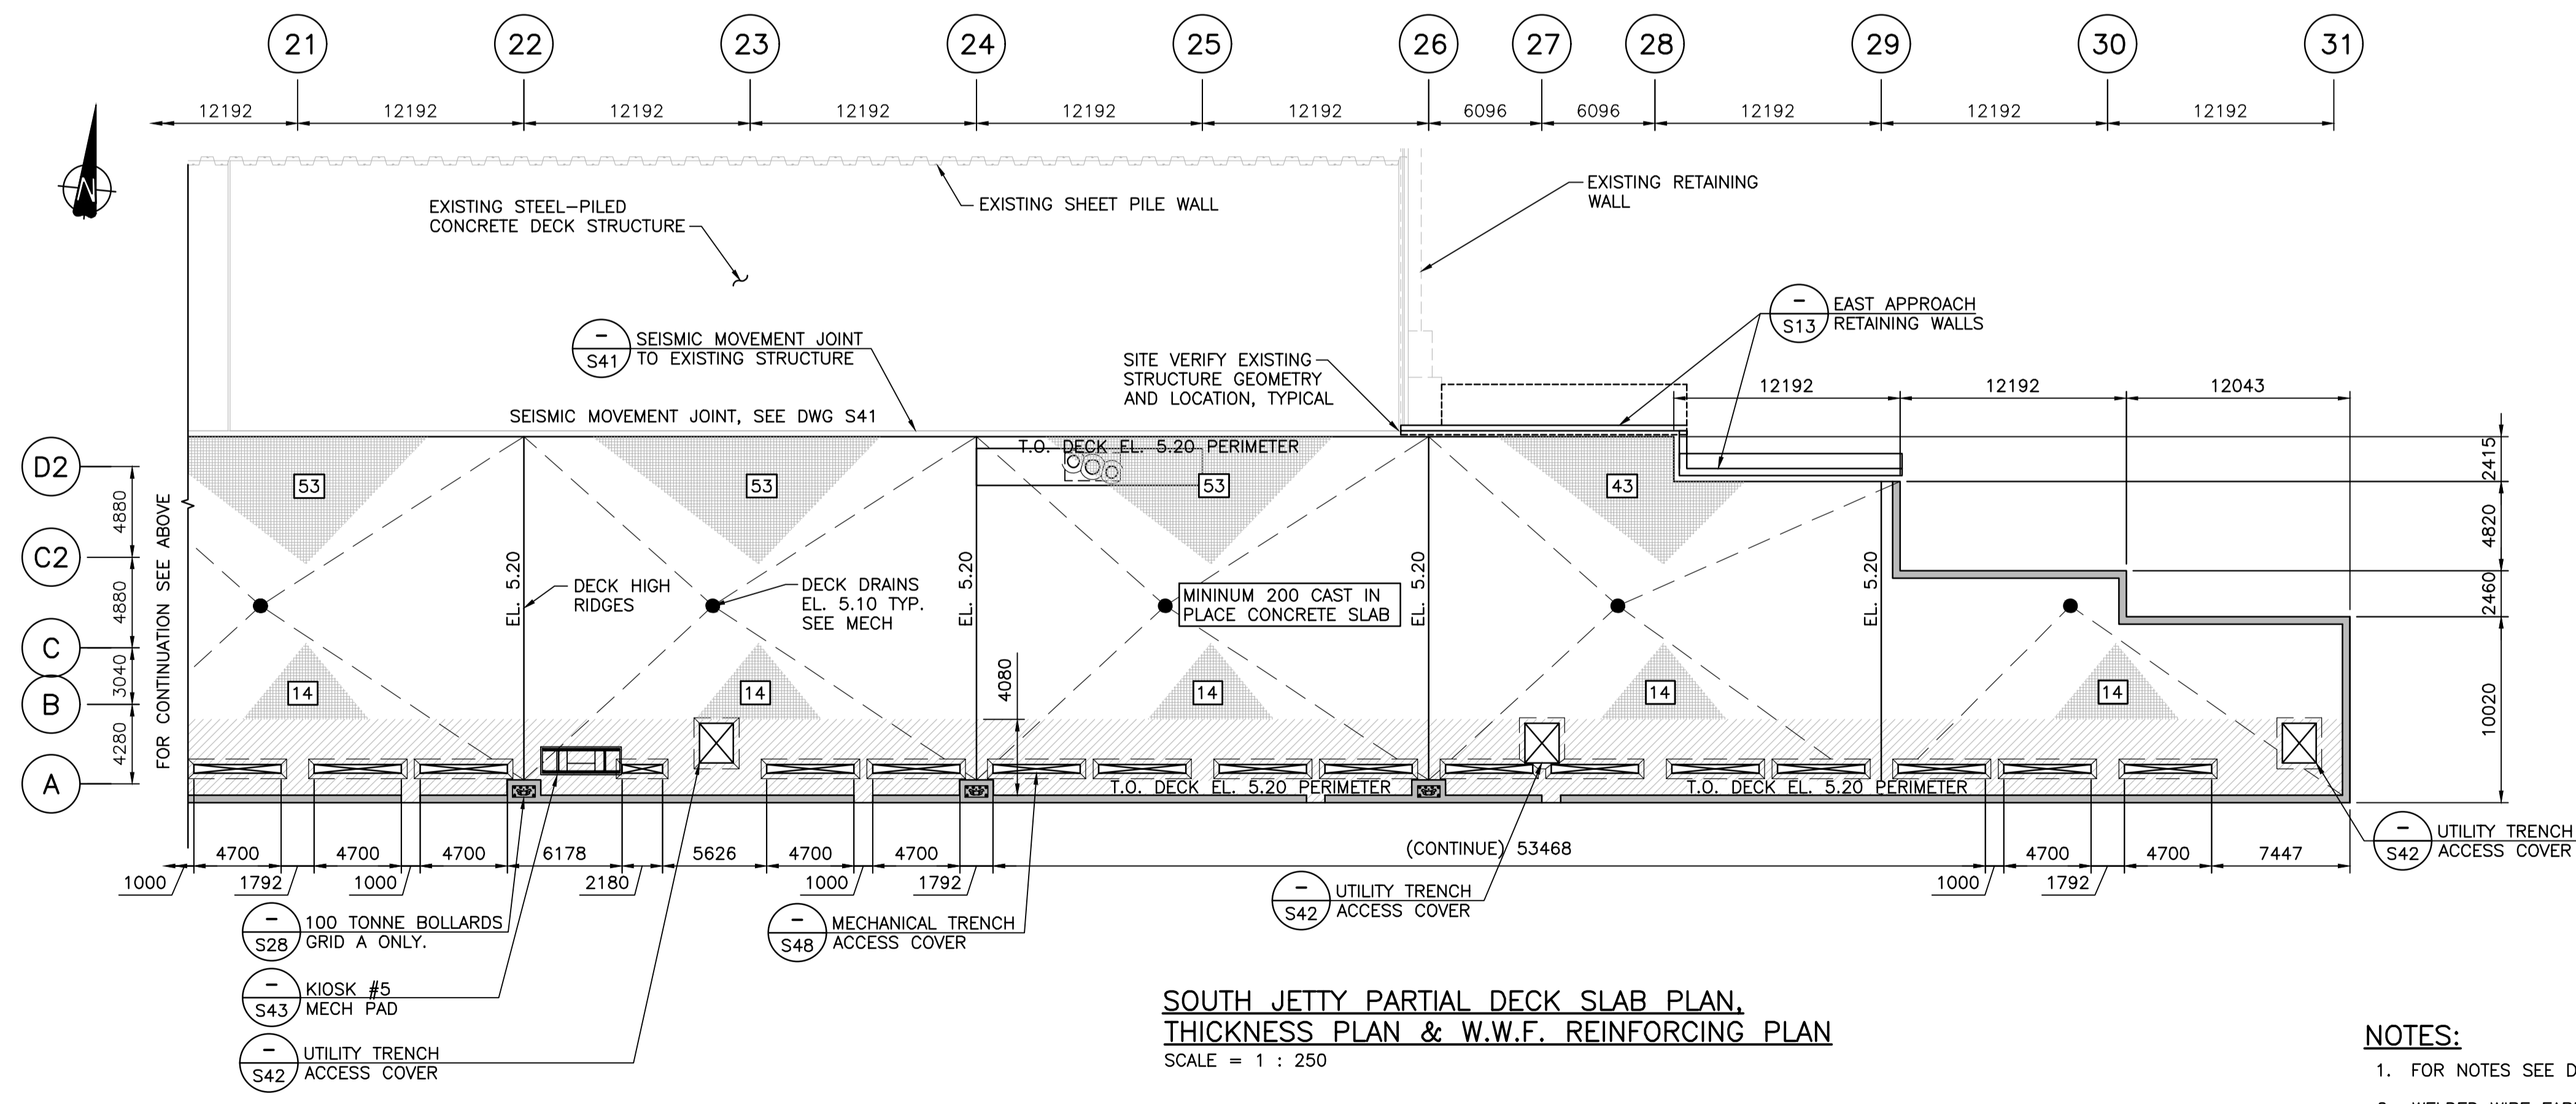 21 22 23 24 25 26 27 28 29 30 31
12192 12192 12192 12192 12192 12192 6096 6096 12192 12192 12192
N
EXISTING STEEL-PILED
CONCRETE DECK STRUCTURE
EXISTING SHEET PILE WALL
EXISTING RETAINING
WALL
-
S41
SEISMIC MOVEMENT JOINT
TO EXISTING STRUCTURE
SITE VERIFY EXISTING
STRUCTURE GEOMETRY
AND LOCATION, TYPICAL
-
S13
EAST APPROACH
RETAINING WALLS
12192 12192 12043
SEISMIC MOVEMENT JOINT, SEE DWG S41
T.O. DECK EL. 5.20 PERIMETER
D2
C2
C
B
A
4880
4880
3040
4280
FOR CONTINUATION SEE ABOVE
53 53 53 43
EL. 5.20
EL. 5.20
EL. 5.20
EL. 5.20
DECK HIGH
RIDGES
DECK DRAINS
EL. 5.10 TYP.
SEE MECH
MININUM 200 CAST IN
PLACE CONCRETE SLAB
2415
4820
2460
10020
4080
14 14 14 14 14
T.O. DECK EL. 5.20 PERIMETER
T.O. DECK EL. 5.20 PERIMETER
4700 4700 4700 6178 5626 4700 4700 (CONTINUE) 53468 4700 4700 7447
1000 1792 1000 2180 1000 1792 1000 1792
-
S28
100 TONNE BOLLARDS
GRID A ONLY.
-
S43
KIOSK #5
MECH PAD
-
S42
UTILITY TRENCH
ACCESS COVER
-
S48
MECHANICAL TRENCH
ACCESS COVER
-
S42
UTILITY TRENCH
ACCESS COVER
-
S42
UTILITY TRENCH
ACCESS COVER
SOUTH JETTY PARTIAL DECK SLAB PLAN,
THICKNESS PLAN & W.W.F. REINFORCING PLAN
SCALE = 1 : 250
NOTES:
1. FOR NOTES SEE D